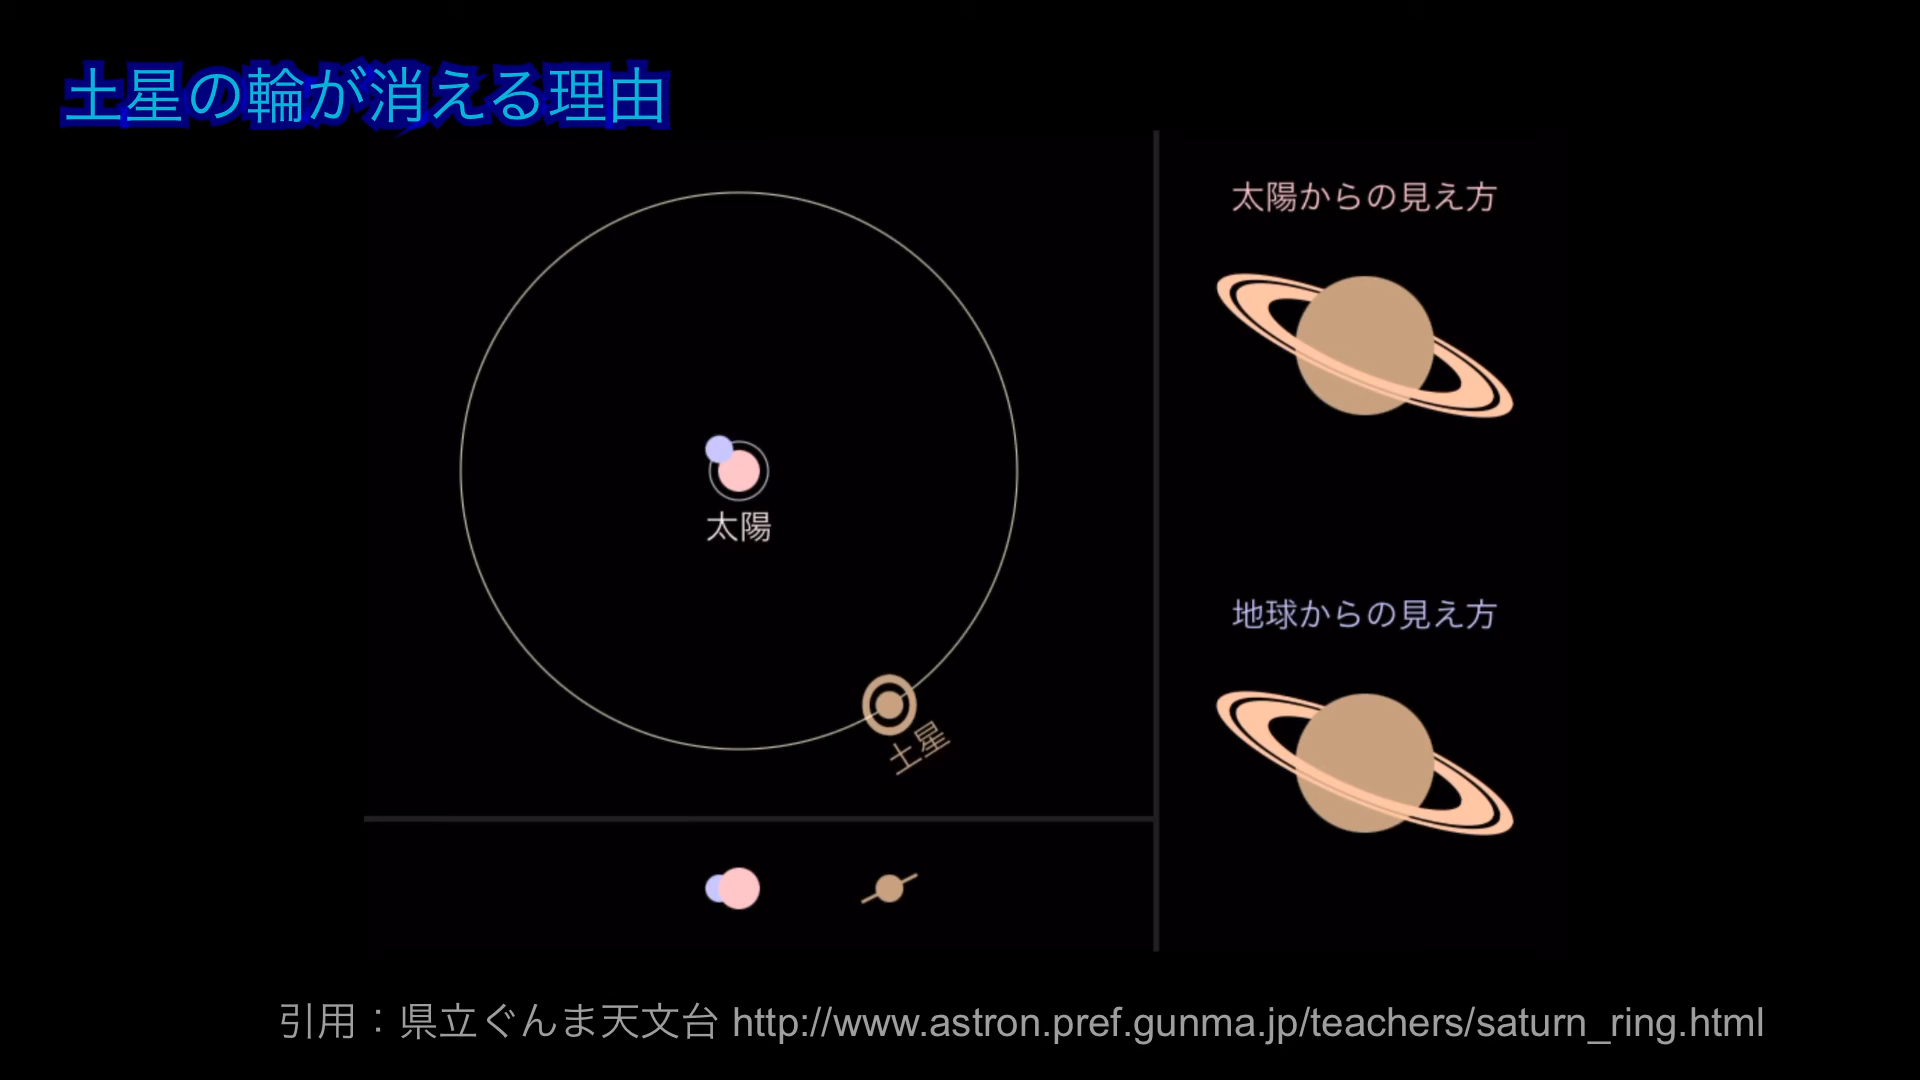 土星の輪が消える理由
太陽からの見え方
太陽
地球からの見え方
土星
引用：県立ぐんま天文台 http://www.astron.pref.gunma.jp/teachers/saturn_ring.html